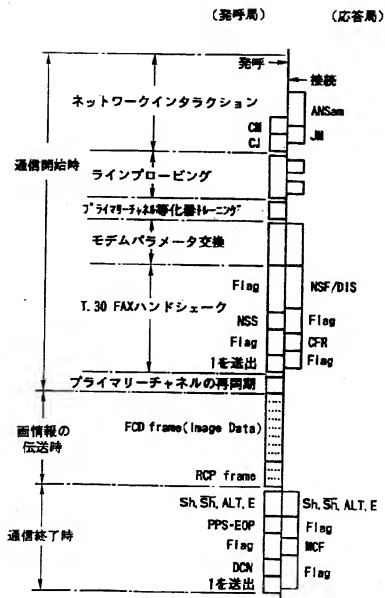 (発呼局) (応答局)
発呼
接続
ネットワークインタラクション
ANSam
CM
CJ
JM
通信開始時
ラインプロービング
プライマリーチャネル等化器トレーニング
モデムパラメータ交換
Flag
NSF/DIS
T.30 FAXハンドシェーク
NSS
Flag
Flag
CFR
1を送出
Flag
プライマリーチャネルの再同期
画情報の
伝送時
FCD frame(Image Data)
RCP frame
Sh,S̅h̅,ALT,E
Sh,S̅h̅,ALT,E
PPS-EOP
Flag
通信終了時
Flag
MCF
DCN
Flag
1を送出